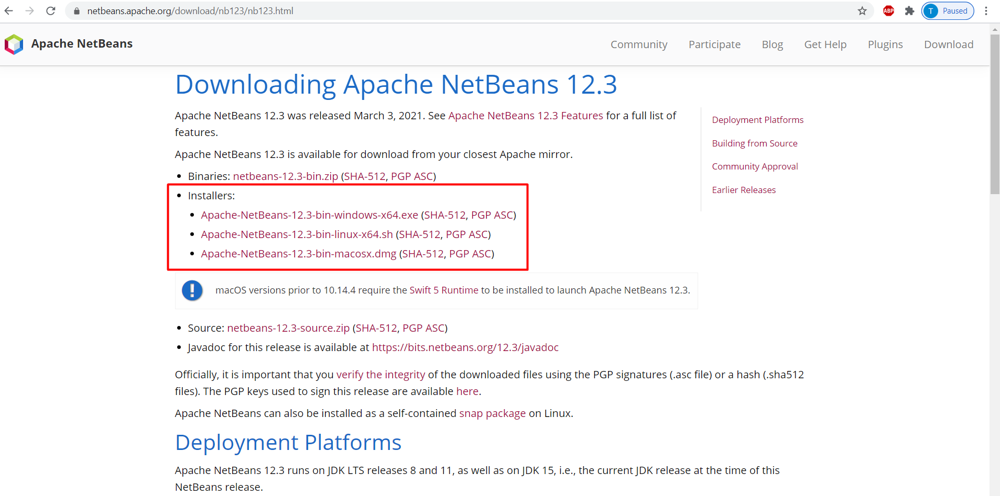 netbeans.apache.org/download/nb123/nb123.html
ABP
T Paused
Apache NetBeans
Community Participate Blog Get Help Plugins Download
Downloading Apache NetBeans 12.3
Apache NetBeans 12.3 was released March 3, 2021. See Apache NetBeans 12.3 Features for a full list of
features.
Apache NetBeans 12.3 is available for download from your closest Apache mirror.
• Binaries: netbeans-12.3-bin.zip (SHA-512, PGP ASC)
• Installers:
• Apache-NetBeans-12.3-bin-windows-x64.exe (SHA-512, PGP ASC)
• Apache-NetBeans-12.3-bin-linux-x64.sh (SHA-512, PGP ASC)
• Apache-NetBeans-12.3-bin-macosx.dmg (SHA-512, PGP ASC)
macOS versions prior to 10.14.4 require the Swift 5 Runtime to be installed to launch Apache NetBeans 12.3.
• Source: netbeans-12.3-source.zip (SHA-512, PGP ASC)
• Javadoc for this release is available at https://bits.netbeans.org/12.3/javadoc
Officially, it is important that you verify the integrity of the downloaded files using the PGP signatures (.asc file) or a hash (.sha512
files). The PGP keys used to sign this release are available here.
Apache NetBeans can also be installed as a self-contained snap package on Linux.
Deployment Platforms
Apache NetBeans 12.3 runs on JDK LTS releases 8 and 11, as well as on JDK 15, i.e., the current JDK release at the time of this
NetBeans release.
Deployment Platforms
Building from Source
Community Approval
Earlier Releases